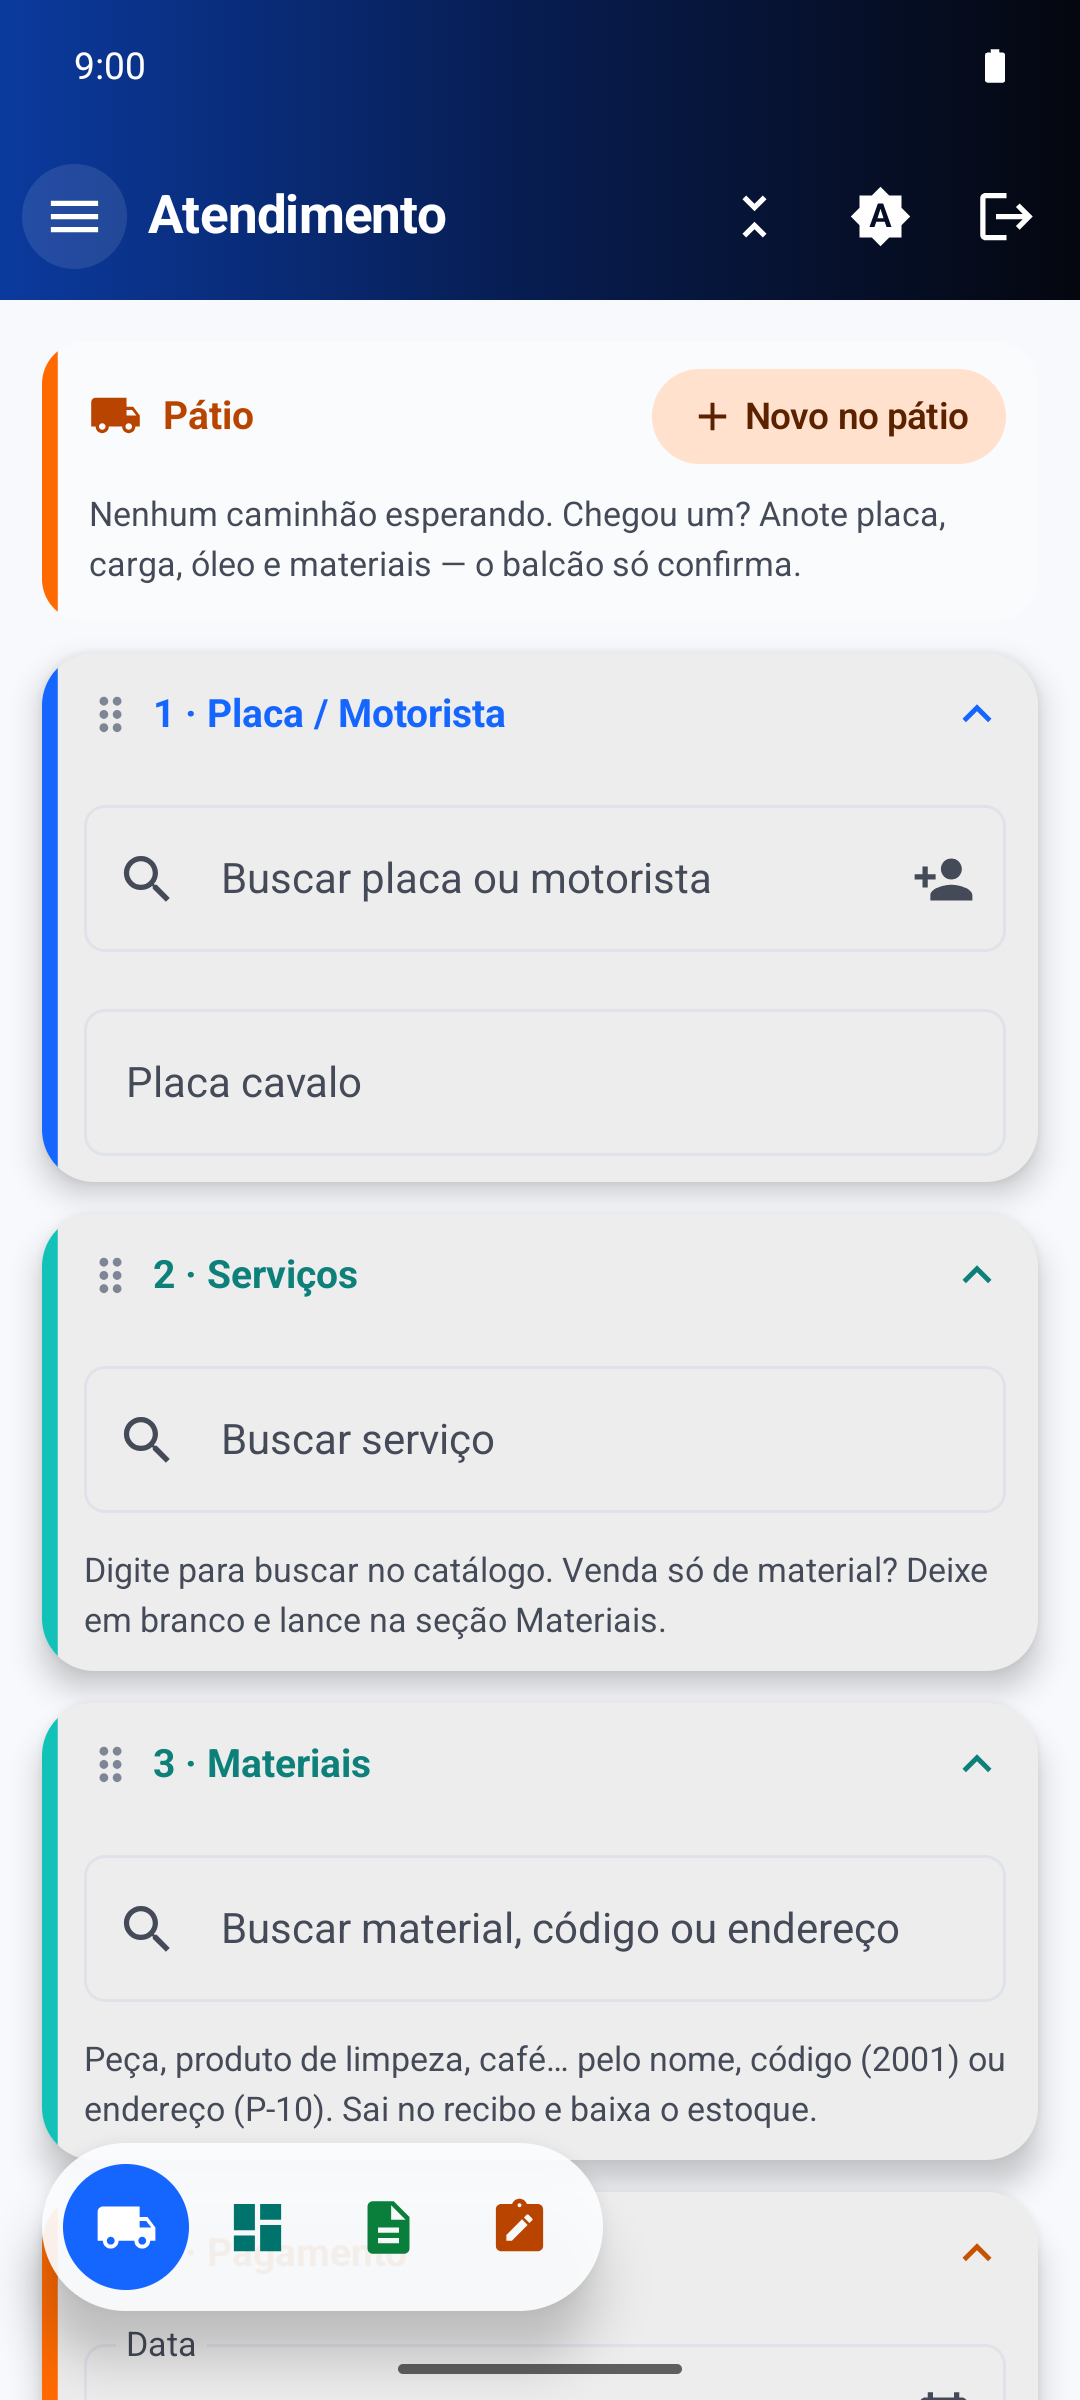 9:00
Atendimento
A
Pátio
Novo no pátio
Nenhum caminhão esperando. Chegou um? Anote placa,
carga, óleo e materiais — o balcão só confirma.
1 · Placa / Motorista
Buscar placa ou motorista
Placa cavalo
2 · Serviços
Buscar serviço
Digite para buscar no catálogo. Venda só de material? Deixe
em branco e lance na seção Materiais.
3 · Materiais
Buscar material, código ou endereço
Peça, produto de limpeza, café... pelo nome, código (2001) ou
endereço (P-10). Sai no recibo e baixa o estoque.
· Pagamento
Data